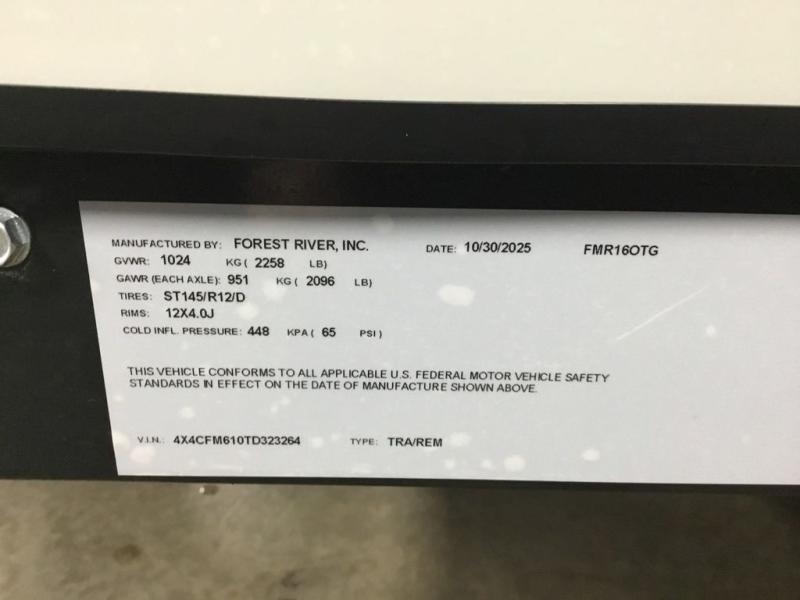 MANUFACTURED BY: FOREST RIVER, INC. DATE: 10/30/2025 FMR16OTG
GVWR: 1024 KG ( 2258 LB)
GAWR (EACH AXLE): 951 KG ( 2096 LB)
TIRES: ST145/R12/D
RIMS: 12X4.0J
COLD INFL. PRESSURE: 448 KPA ( 65 PSI )
THIS VEHICLE CONFORMS TO ALL APPLICABLE U.S. FEDERAL MOTOR VEHICLE SAFETY
STANDARDS IN EFFECT ON THE DATE OF MANUFACTURE SHOWN ABOVE.
V.I.N.: 4X4CFM610TD323264 TYPE: TRA/REM